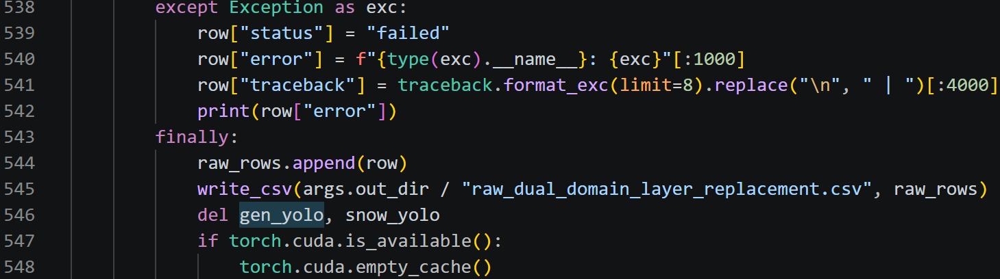 538 except Exception as exc:
539 row["status"] = "failed"
540 row["error"] = f"{type(exc).__name__}: {exc}"[:1000]
541 row["traceback"] = traceback.format_exc(limit=8).replace("\n", " | ")[:4000]
542 print(row["error"])
543 finally:
544 raw_rows.append(row)
545 write_csv(args.out_dir / "raw_dual_domain_layer_replacement.csv", raw_rows)
546 del gen_yolo, snow_yolo
547 if torch.cuda.is_available():
548 torch.cuda.empty_cache()